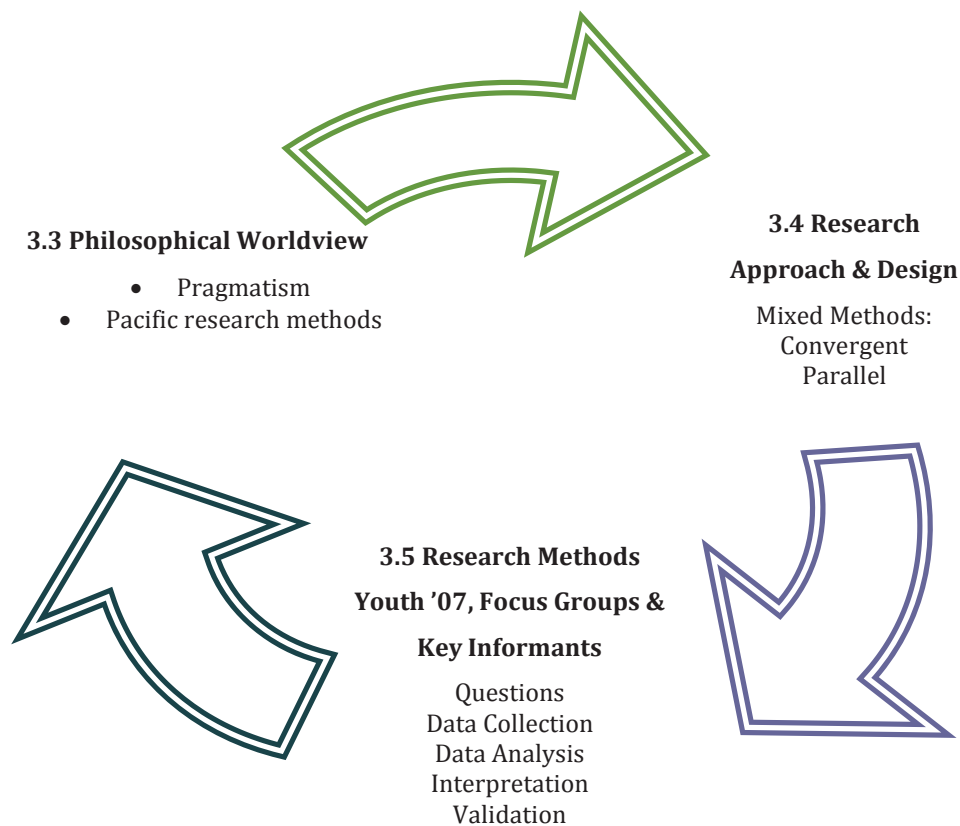 3.3 Philosophical Worldview
• Pragmatism
• Pacific research methods
3.4 Research
Approach & Design
Mixed Methods:
Convergent
Parallel
3.5 Research Methods
Youth ’07, Focus Groups &
Key Informants
Questions
Data Collection
Data Analysis
Interpretation
Validation